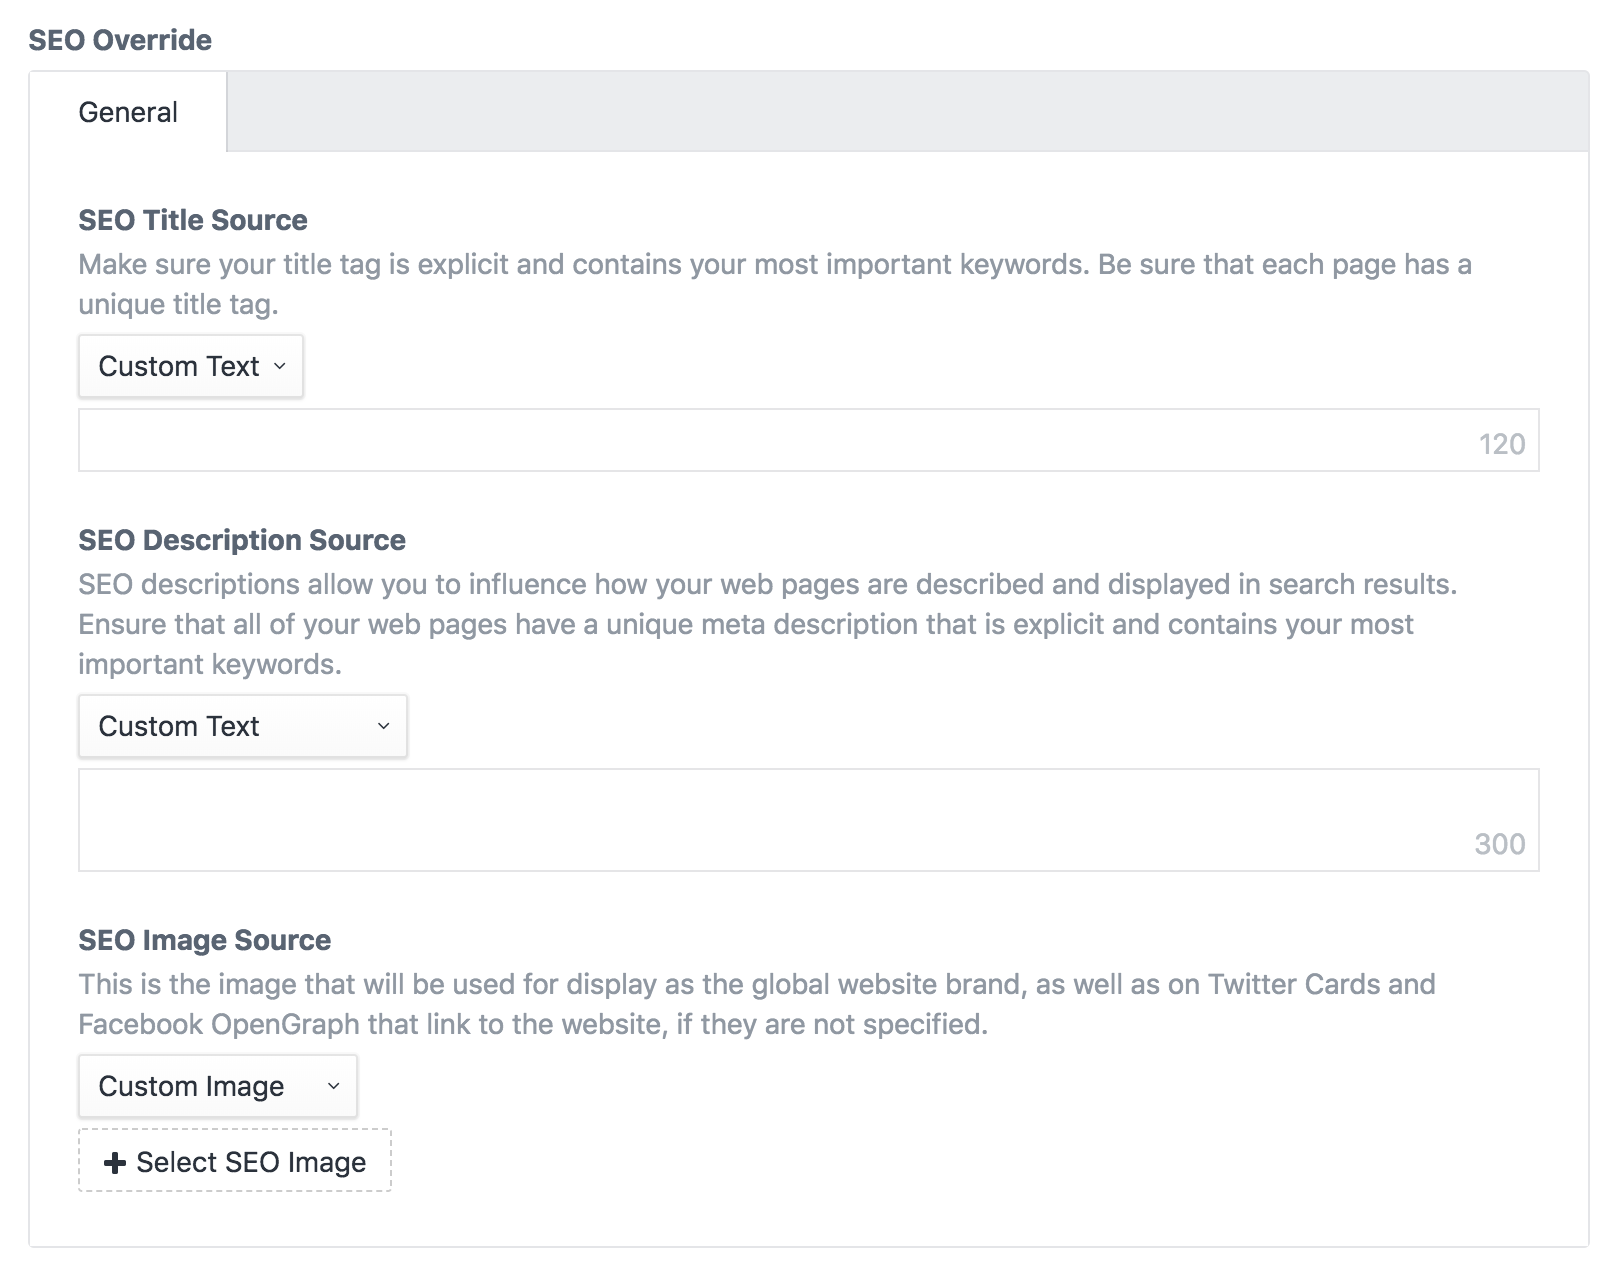 SEO Override
General
SEO Title Source
Make sure your title tag is explicit and contains your most important keywords. Be sure that each page has a
unique title tag.
Custom Text
120
SEO Description Source
SEO descriptions allow you to influence how your web pages are described and displayed in search results.
Ensure that all of your web pages have a unique meta description that is explicit and contains your most
important keywords.
Custom Text
300
SEO Image Source
This is the image that will be used for display as the global website brand, as well as on Twitter Cards and
Facebook OpenGraph that link to the website, if they are not specified.
Custom Image
Select SEO Image